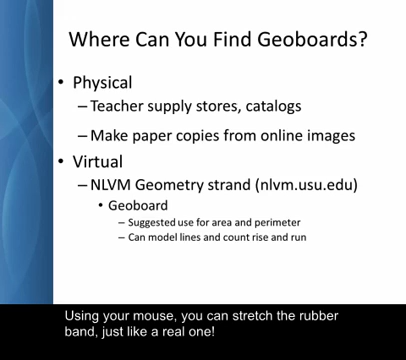 Where Can You Find Geoboards?
• Physical
– Teacher supply stores, catalogs
– Make paper copies from online images
• Virtual
– NLVM Geometry strand (nlvm.usu.edu)
• Geoboard
– Suggested use for area and perimeter
– Can model lines and count rise and run
Using your mouse, you can stretch the rubber
band, just like a real one!